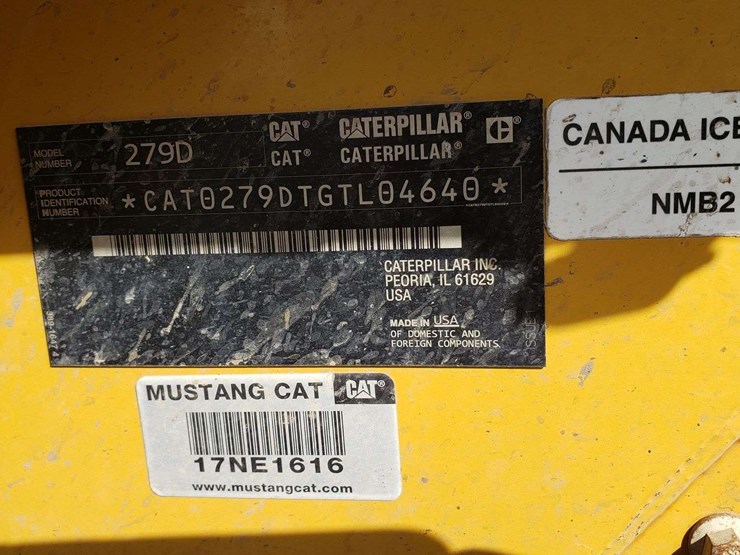 CAT® CATERPILLAR® C
MODEL NUMBER 279D CAT® CATERPILLAR®
PRODUCT IDENTIFICATION NUMBER *CAT0279DTGTL04640*
CATERPILLAR INC.
PEORIA, IL 61629
USA
MADE IN USA
OF DOMESTIC AND
FOREIGN COMPONENTS
CANADA ICE
NMB2
MUSTANG CAT CAT®
17NE1616
www.mustangcat.com